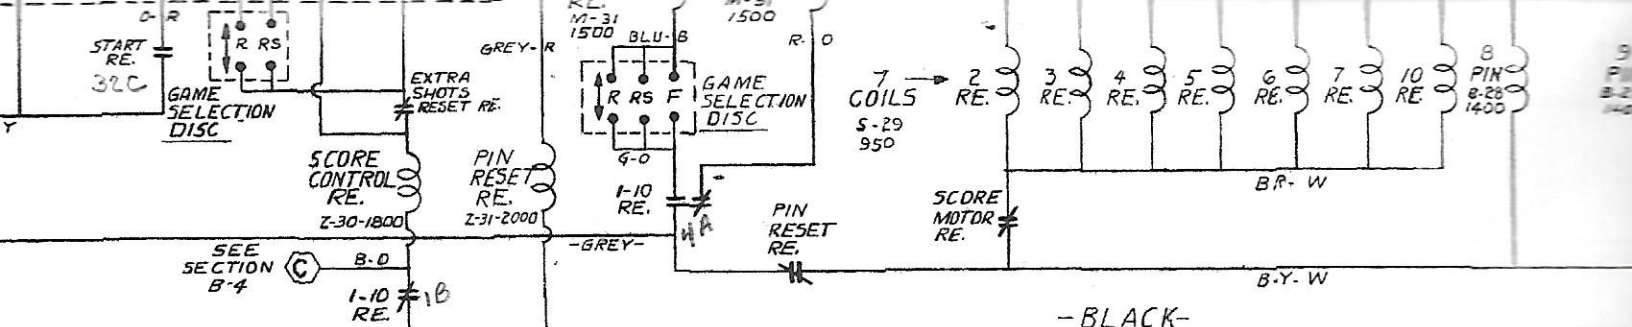 O-R
START
RE.
32C
R RS
GAME
SELECTION
DISC
EXTRA
SHOTS
RESET RE.
Y
SCORE
CONTROL
RE.
Z-30-1800
SEE
SECTION
B-4
C
B-O
1-10
RE.
1B
GREY-R
PIN
RESET
RE.
Z-31-2000
-GREY-
M-31
1500
BLU-B
R RS F
GAME
SELECTION
DISC
G-O
1-10
RE.
4A
1500
R-O
PIN
RESET
RE.
7
COILS
S-29
950
2
RE.
3
RE.
4
RE.
5
RE.
6
RE.
7
RE.
10
RE
8
PIN
B-28
1400
BR-W
SCORE
MOTOR
RE.
B-Y-W
-BLACK-
9